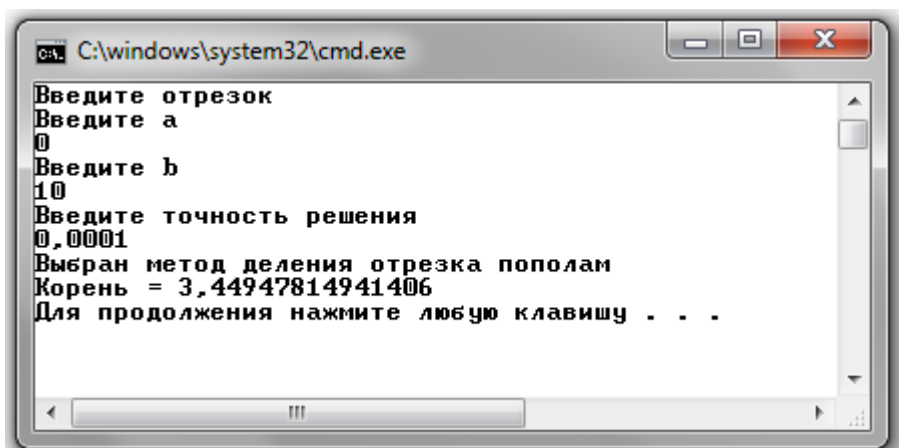 C:\windows\system32\cmd.exe
Введите отрезок
Введите a
0
Введите b
10
Введите точность решения
0,0001
Выбран метод деления отрезка пополам
Корень = 3,44947814941406
Для продолжения нажмите любую клавишу . . .